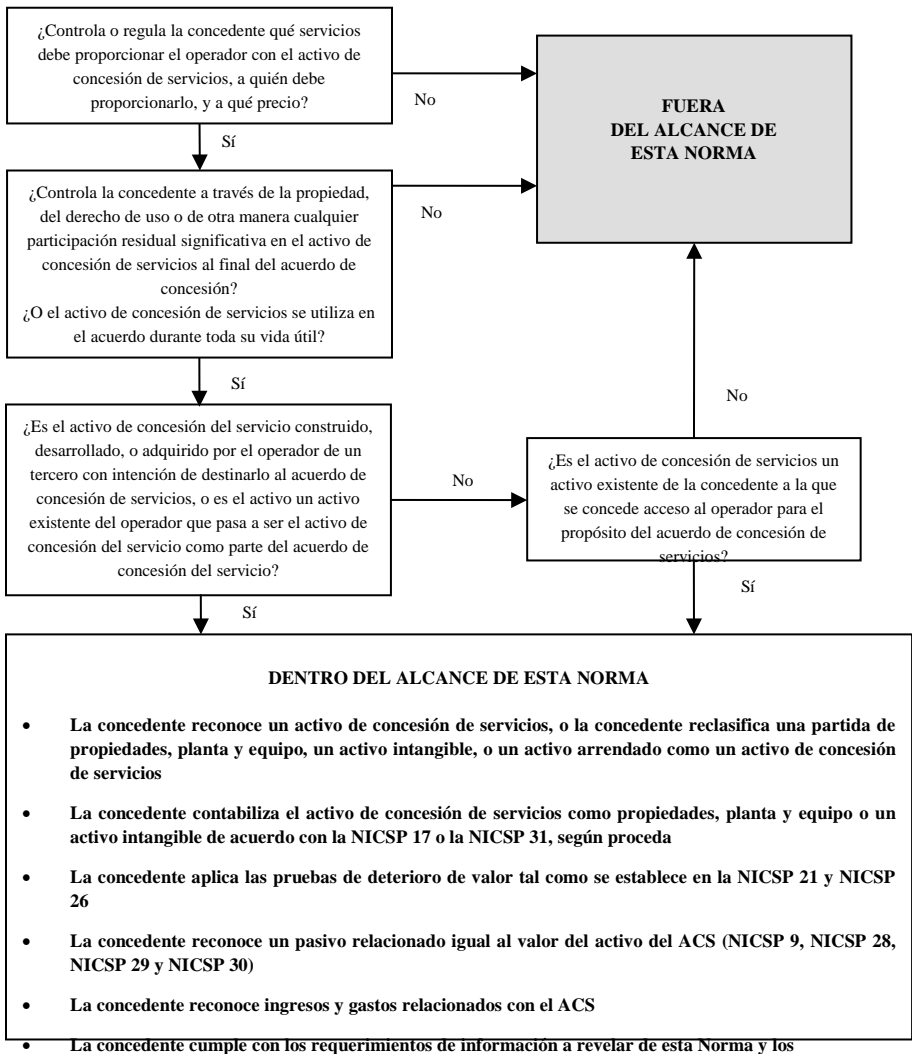 ¿Controla o regula la concedente qué servicios
debe proporcionar el operador con el activo de
concesión de servicios, a quién debe
proporcionarlo, y a qué precio?
No
FUERA
DEL ALCANCE DE
ESTA NORMA
Sí
¿Controla la concedente a través de la propiedad,
del derecho de uso o de otra manera cualquier
participación residual significativa en el activo de
concesión de servicios al final del acuerdo de
concesión?
¿O el activo de concesión de servicios se utiliza en
el acuerdo durante toda su vida útil?
No
Sí
No
¿Es el activo de concesión del servicio construido,
desarrollado, o adquirido por el operador de un
tercero con intención de destinarlo al acuerdo de
concesión de servicios, o es el activo un activo
existente del operador que pasa a ser el activo de
concesión del servicio como parte del acuerdo de
concesión del servicio?
No
¿Es el activo de concesión de servicios un
activo existente de la concedente a la que
se concede acceso al operador para el
propósito del acuerdo de concesión de
servicios?
Sí
Sí
DENTRO DEL ALCANCE DE ESTA NORMA
• La concedente reconoce un activo de concesión de servicios, o la concedente reclasifica una partida de
propiedades, planta y equipo, un activo intangible, o un activo arrendado como un activo de concesión
de servicios
• La concedente contabiliza el activo de concesión de servicios como propiedades, planta y equipo o un
activo intangible de acuerdo con la NICSP 17 o la NICSP 31, según proceda
• La concedente aplica las pruebas de deterioro de valor tal como se establece en la NICSP 21 y NICSP
26
• La concedente reconoce un pasivo relacionado igual al valor del activo del ACS (NICSP 9, NICSP 28,
NICSP 29 y NICSP 30)
• La concedente reconoce ingresos y gastos relacionados con el ACS
• La concedente cumple con los requerimientos de información a revelar de esta Norma y los